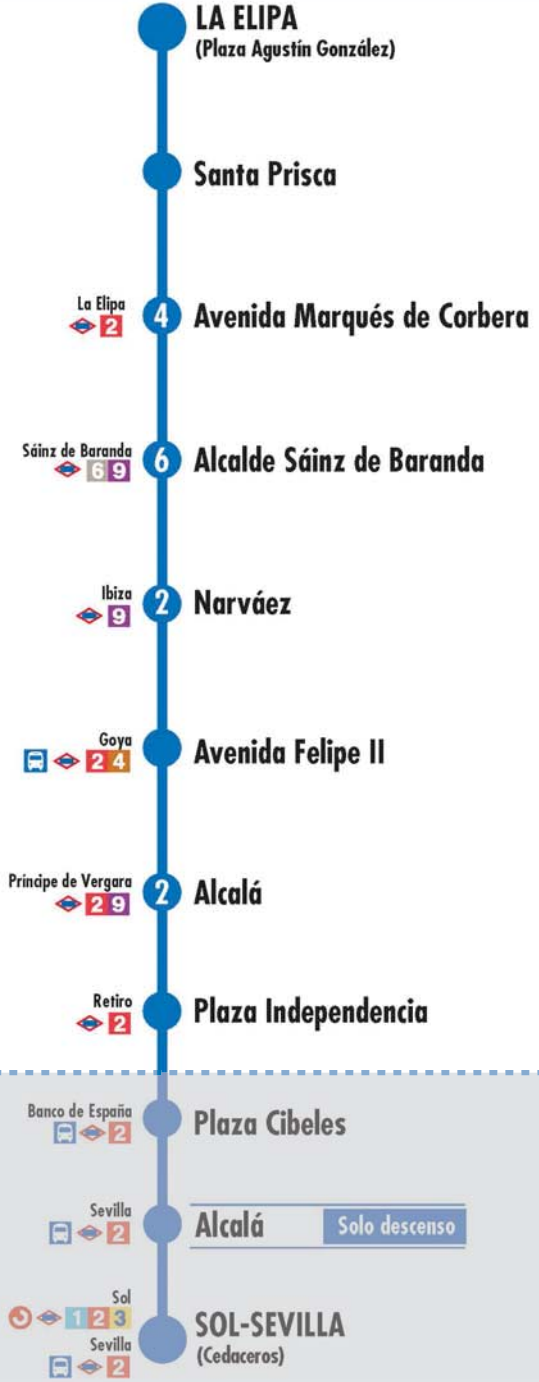 LA ELIPA
(Plaza Agustín González)
Santa Prisca
La Elipa
2
4
Avenida Marqués de Corbera
Sáinz de Baranda
6 9
6
Alcalde Sáinz de Baranda
Ibiza
9
2
Narváez
Goya
2 4
Avenida Felipe II
Príncipe de Vergara
2 9
2
Alcalá
Retiro
2
Plaza Independencia
Banco de España
2
Plaza Cibeles
Sevilla
2
Alcalá
Solo descenso
Sol
1 2 3
Sevilla
2
SOL-SEVILLA
(Cedaceros)